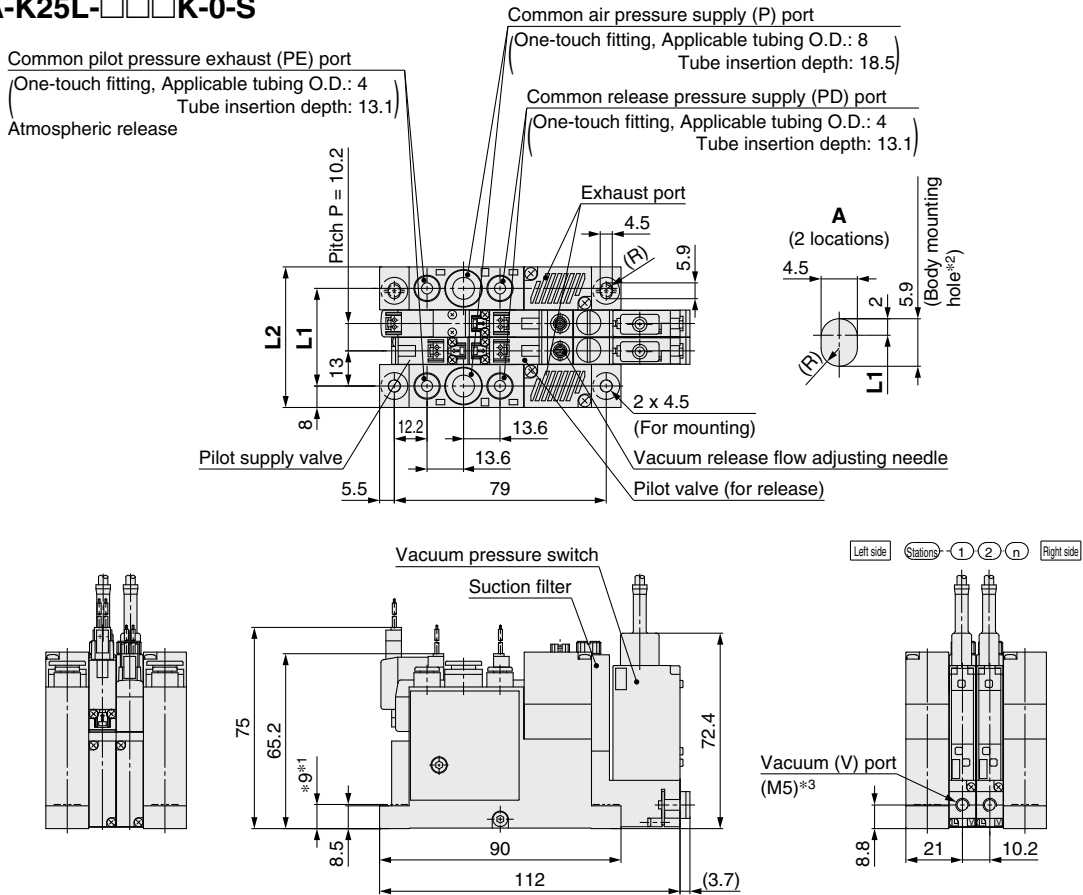 A-K25L-□□□K-0-S
Common air pressure supply (P) port
(One-touch fitting, Applicable tubing O.D.: 8
Tube insertion depth: 18.5)
Common pilot pressure exhaust (PE) port
(One-touch fitting, Applicable tubing O.D.: 4
Tube insertion depth: 13.1)
Atmospheric release
Common release pressure supply (PD) port
(One-touch fitting, Applicable tubing O.D.: 4
Tube insertion depth: 13.1)
Pitch P = 10.2
Exhaust port
4.5
(R)
5.9
A
(2 locations)
4.5
2
5.9
(Body mounting
hole*2)
(R)
L1
L2
L1
13
8
12.2
13.6
13.6
5.5
79
2 x 4.5
(For mounting)
Pilot supply valve
Vacuum release flow adjusting needle
Pilot valve (for release)
Vacuum pressure switch
Suction filter
Left side
Stations
1
2
n
Right side
75
65.2
*9*1
8.5
72.4
90
112
(3.7)
Vacuum (V) port
(M5)*3
8.8
21
10.2